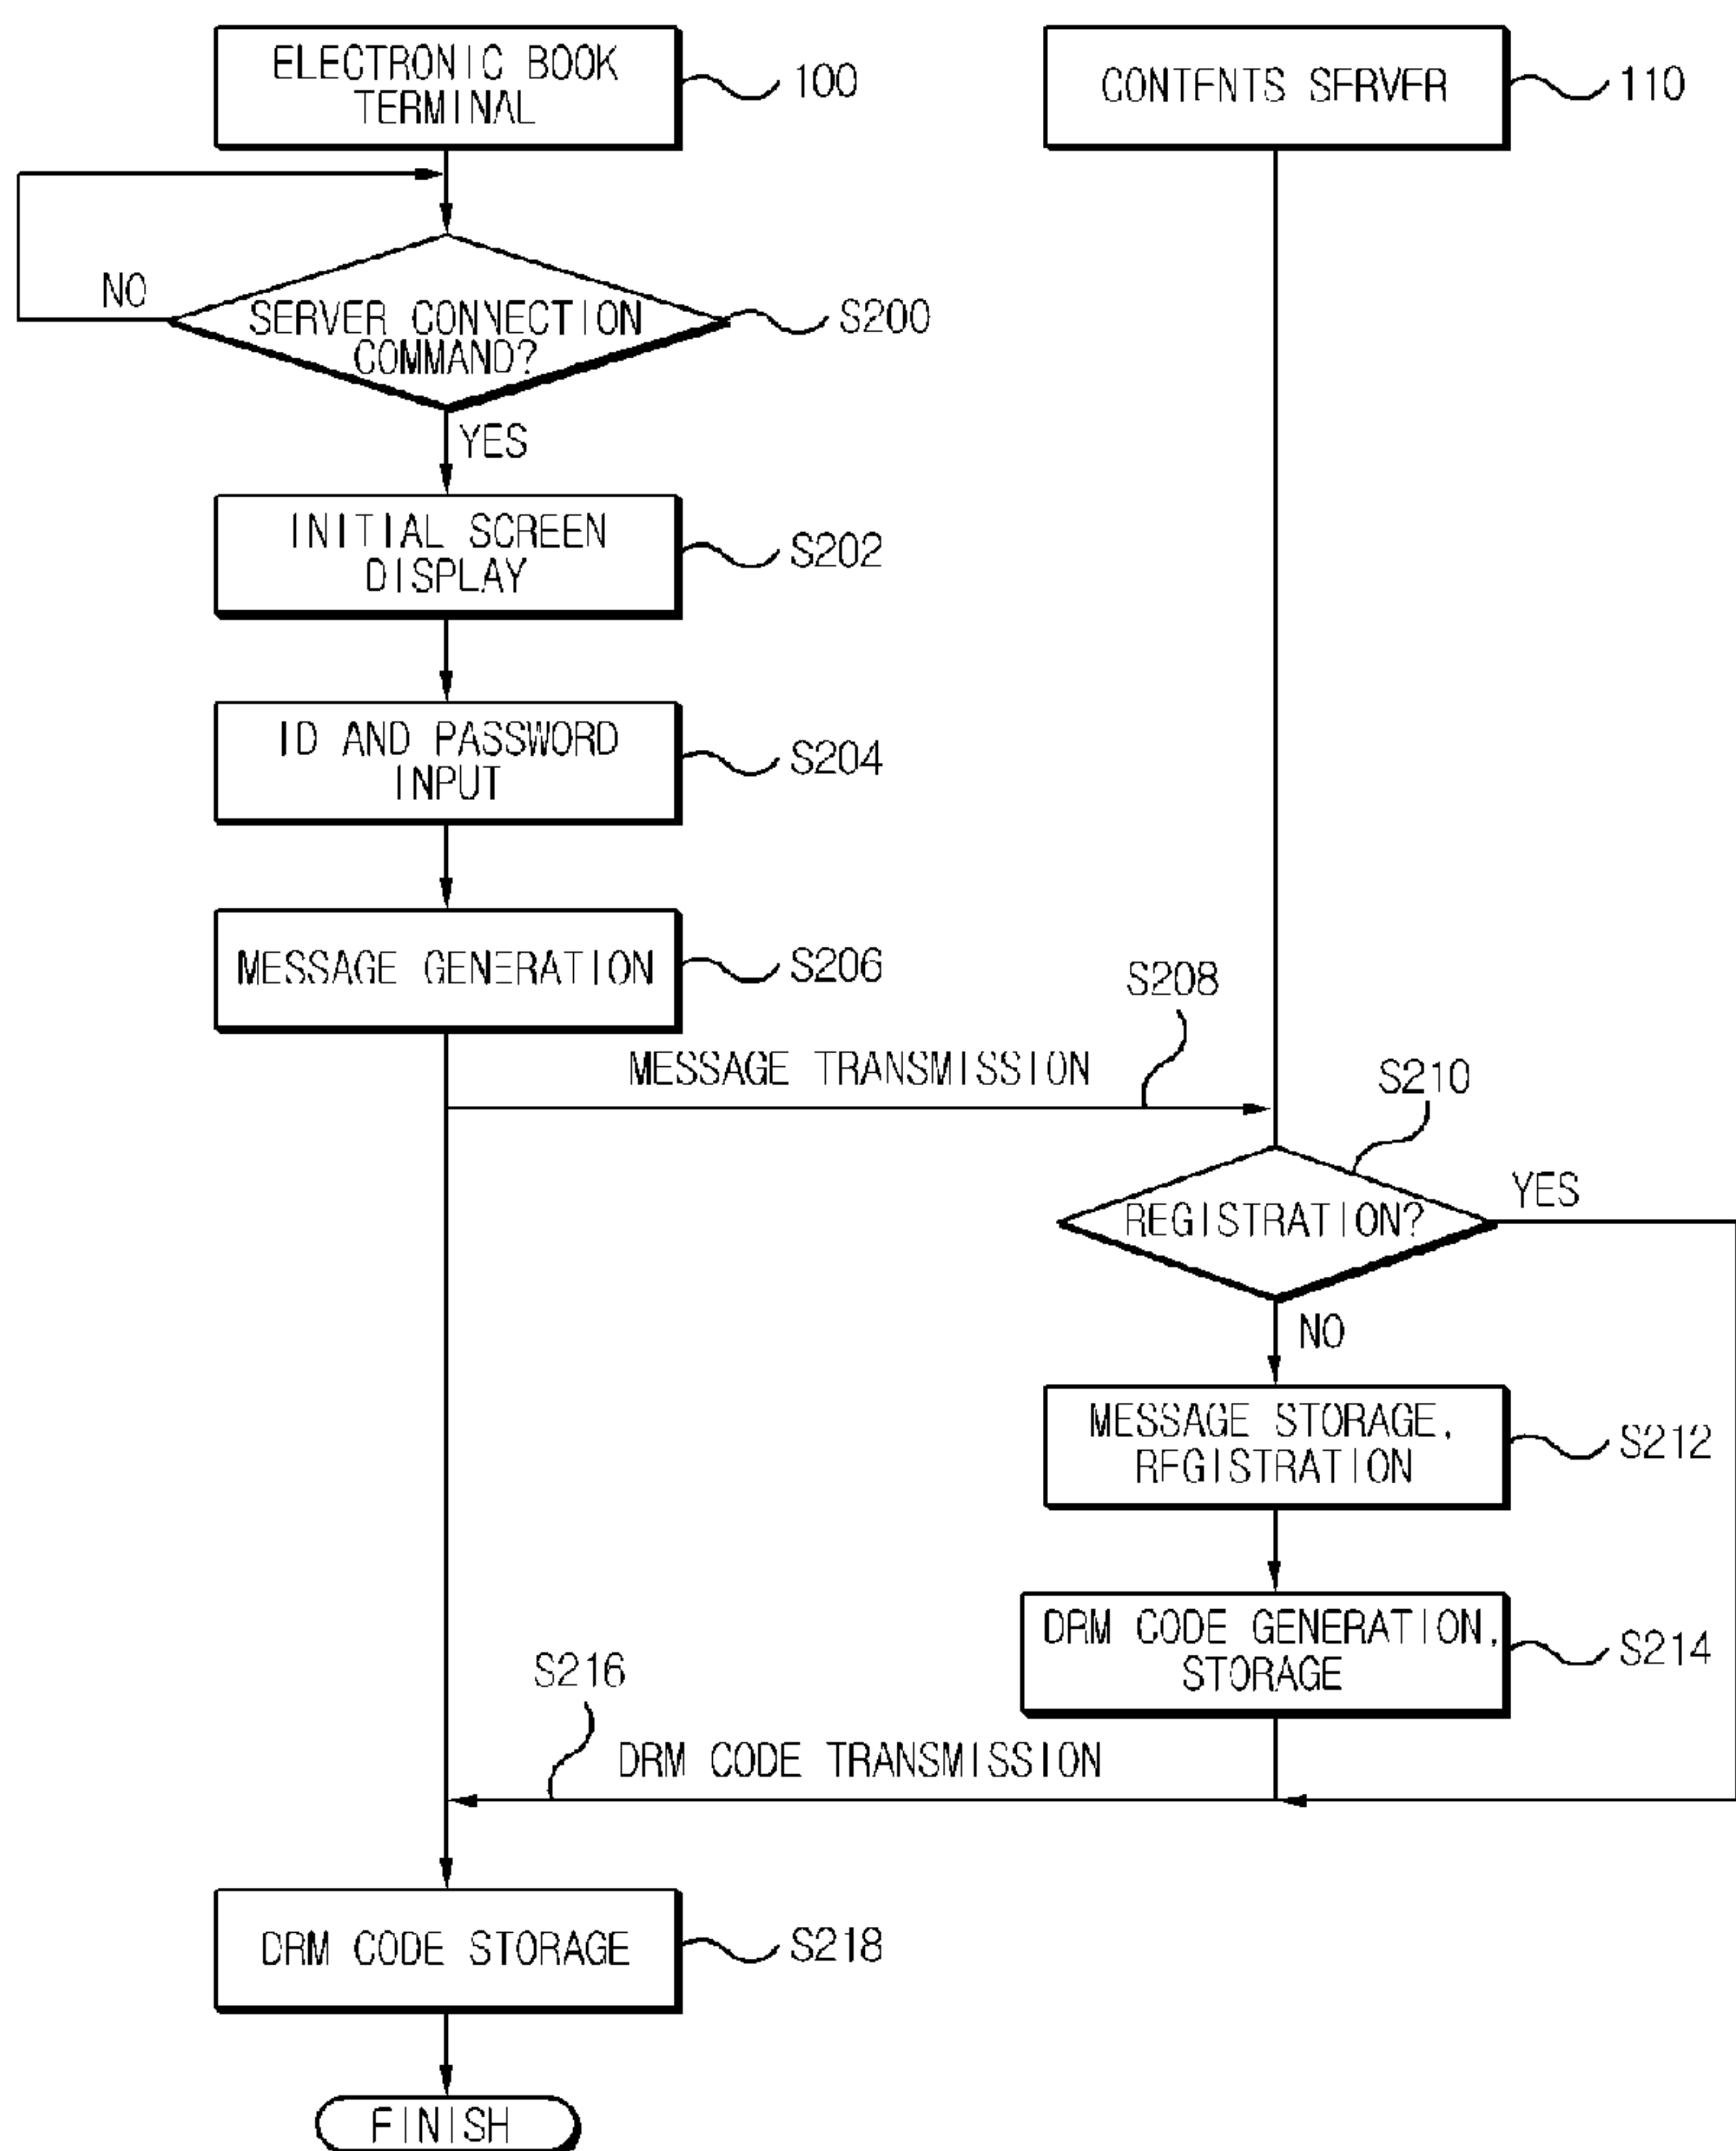 ELECTRONIC BOOK
TERMINAL
100
CONTENTS SERVER
110
NO
SERVER CONNECTION
COMMAND?
S200
YES
INITIAL SCREEN
DISPLAY
S202
ID AND PASSWORD
INPUT
S204
MESSAGE GENERATION
S206
S208
MESSAGE TRANSMISSION
S210
REGISTRATION?
YES
NO
MESSAGE STORAGE,
REGISTRATION
S212
DRM CODE GENERATION,
STORAGE
S214
S216
DRM CODE TRANSMISSION
DRM CODE STORAGE
S218
FINISH